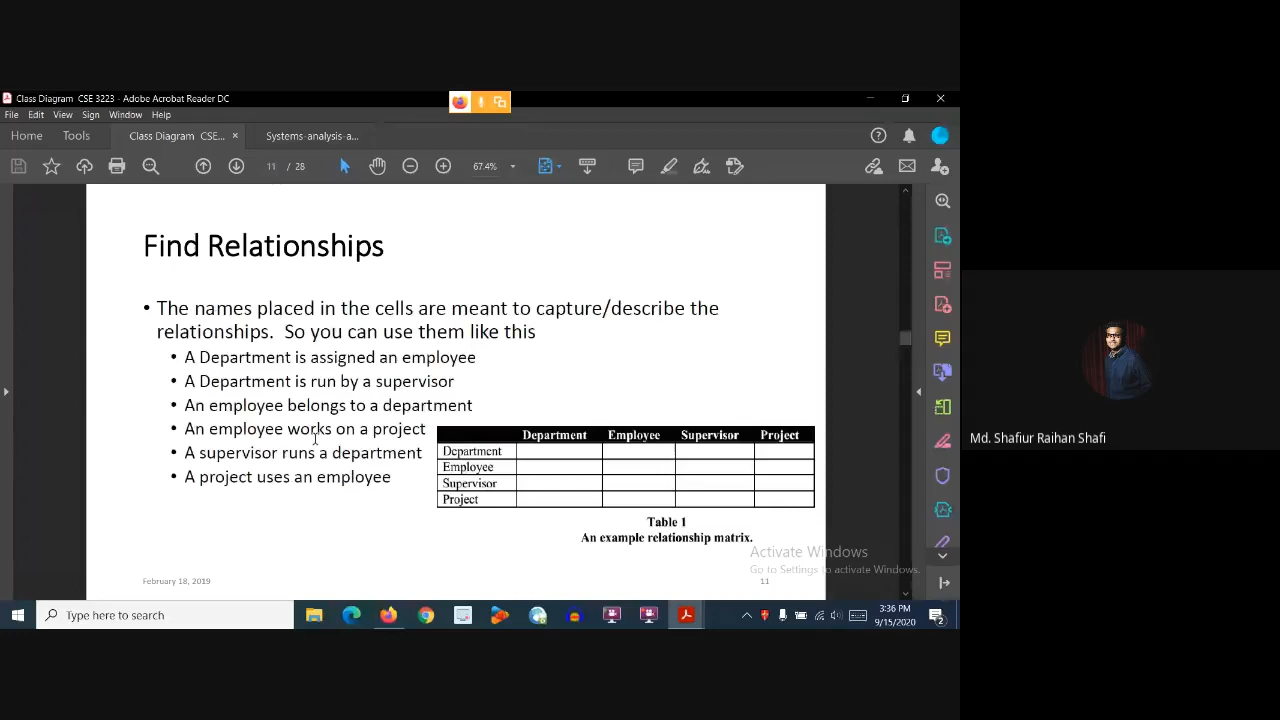 Class Diagram CSE 3223 - Adobe Acrobat Reader DC
File Edit View Sign Window Help
Home Tools Class Diagram CSE... × Systems-analysis-a...
11 / 28 67.4%
Find Relationships
• The names placed in the cells are meant to capture/describe the
relationships. So you can use them like this
• A Department is assigned an employee
• A Department is run by a supervisor
• An employee belongs to a department
• An employee works on a project
• A supervisor runs a department
• A project uses an employee
Department Employee Supervisor Project
Department
Employee
Supervisor
Project
Table 1
An example relationship matrix.
Activate Windows
Go to Settings to activate Windows.
February 18, 2019
11
Md. Shafiur Raihan Shafi
Type here to search
3:36 PM
9/15/2020
2